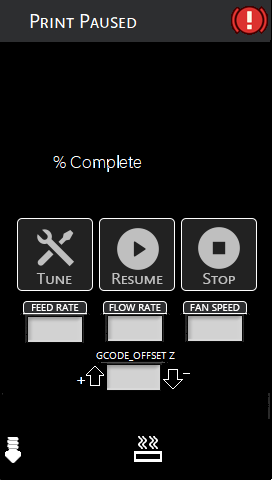 Print Paused
% Complete
Tune Resume Stop
FEED RATE FLOW RATE FAN SPEED
GCODE_OFFSET Z
+ −